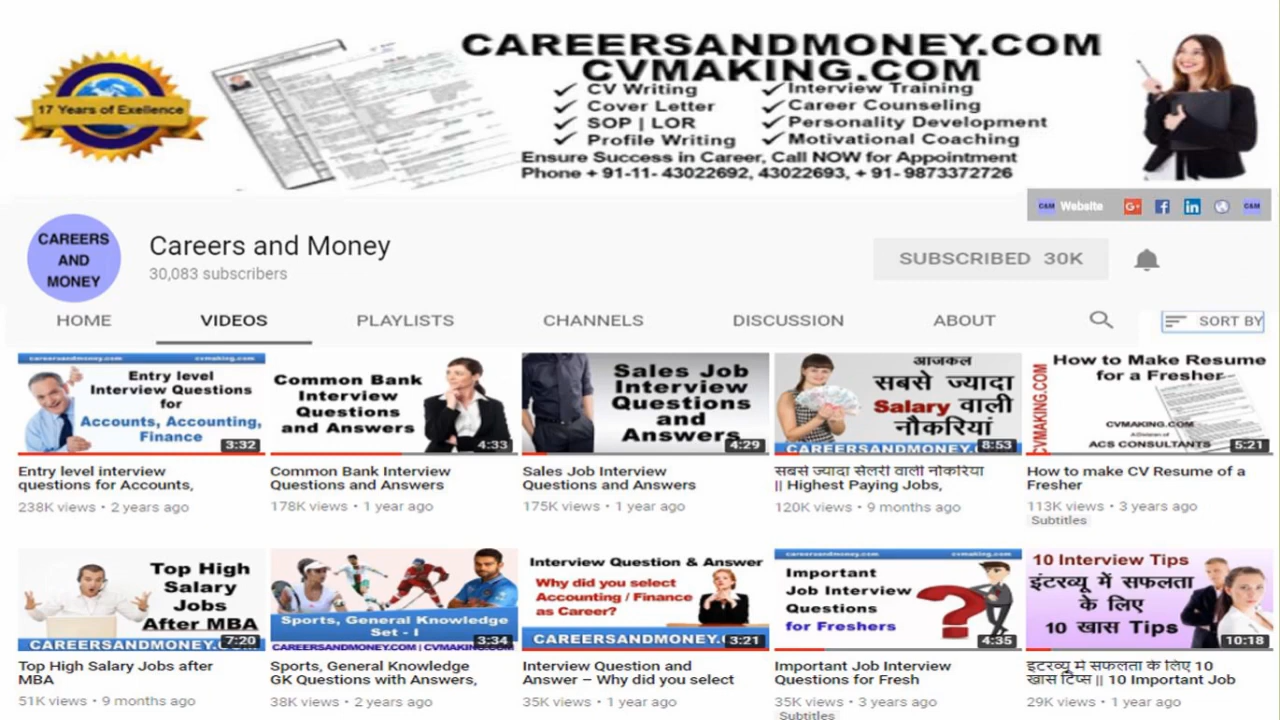 CAREERSANDMONEY.COM
CVMAKING.COM
17 Years of Exellence
✓ CV Writing
✓ Interview Training
✓ Cover Letter
✓ Career Counseling
✓ SOP | LOR
✓ Personality Development
✓ Profile Writing
✓ Motivational Coaching
Ensure Success in Career, Call NOW for Appointment
Phone + 91-11- 43022692, 43022693, + 91- 9873372726
C&M Website
C&M
CAREERS
AND
MONEY
Careers and Money
30,083 subscribers
SUBSCRIBED 30K
HOME VIDEOS PLAYLISTS CHANNELS DISCUSSION ABOUT SORT BY
careersandmoney.com cvmaking.com
Entry level
Interview Questions
for
Accounts, Accounting,
Finance
3:32
Entry level interview
questions for Accounts,
238K views • 2 years ago
Common Bank
Interview
Questions
and Answers
4:33
Common Bank Interview
Questions and Answers
178K views • 1 year ago
Sales Job
Interview
Questions
and
Answers
4:29
Sales Job Interview
Questions and Answers
175K views • 1 year ago
आजकल
सबसे ज्यादा
Salary वाली
नौकरियां
CAREERSANDMONEY.
8:53
सबसे ज्यादा सैलरी वाली नौकरिया
|| Highest Paying Jobs,
120K views • 9 months ago
How to Make Resume
for a Fresher
CVMAKING.COM
CVMAKING.COM
A Division of
ACS CONSULTANTS
5:21
How to make CV Resume of a
Fresher
113K views • 3 years ago
Subtitles
Top High
Salary
Jobs
After MBA
CAREERSANDMONEY.
7:20
Top High Salary Jobs after
MBA
51K views • 9 months ago
Sports, General Knowledge
Set - I
3:34
CAREERSANDMONEY.COM | CVMAKING.COM
Sports, General Knowledge
GK Questions with Answers,
38K views • 2 years ago
Interview Question & Answer
Why did you select
Accounting / Finance
as Career?
CAREERSANDMONEY.
3:21
Interview Question and
Answer – Why did you select
35K views • 1 year ago
careersandmoney.com cvmaking.com
Important
Job Interview
Questions
for Freshers
4:35
Important Job Interview
Questions for Fresh
35K views • 3 years ago
Subtitles
10 Interview Tips
इंटरव्यू में सफलता
के लिए
10 खास Tips
10:18
इंटरव्यू में सफलता के लिए 10
खास टिप्स || 10 Important Job
29K views • 1 year ago